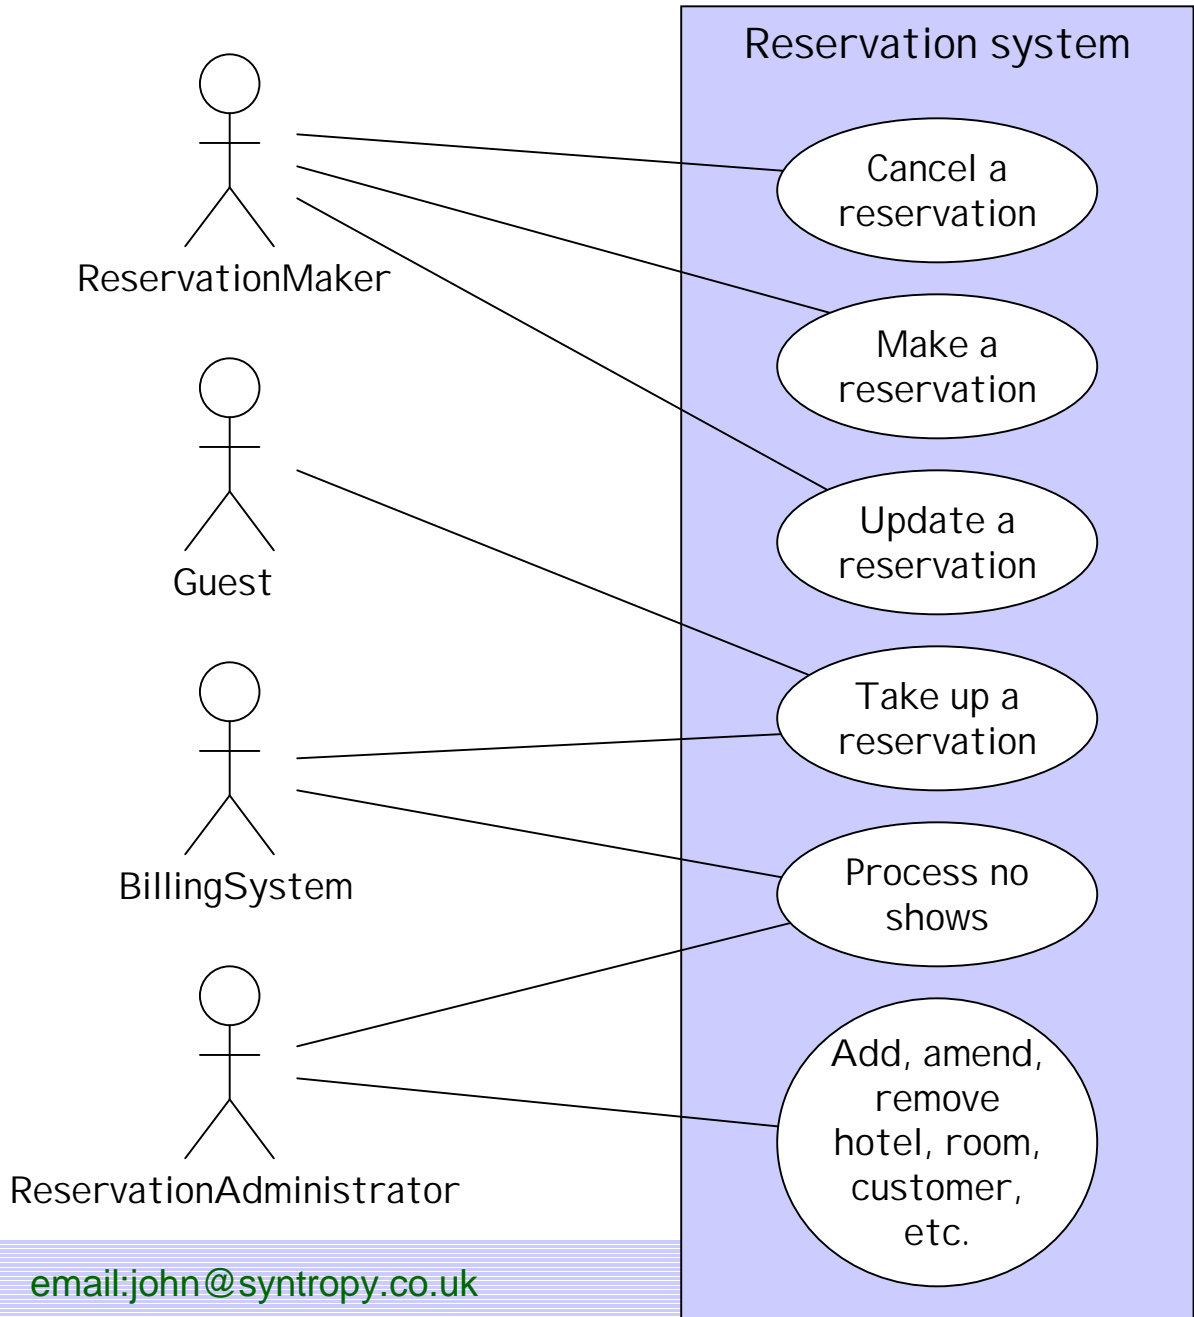 Reservation system
Cancel a
reservation
ReservationMaker
Make a
reservation
Update a
reservation
Guest
Take up a
reservation
BillingSystem
Process no
shows
ReservationAdministrator
Add, amend,
remove
hotel, room,
customer,
etc.
email:john@syntropy.co.uk